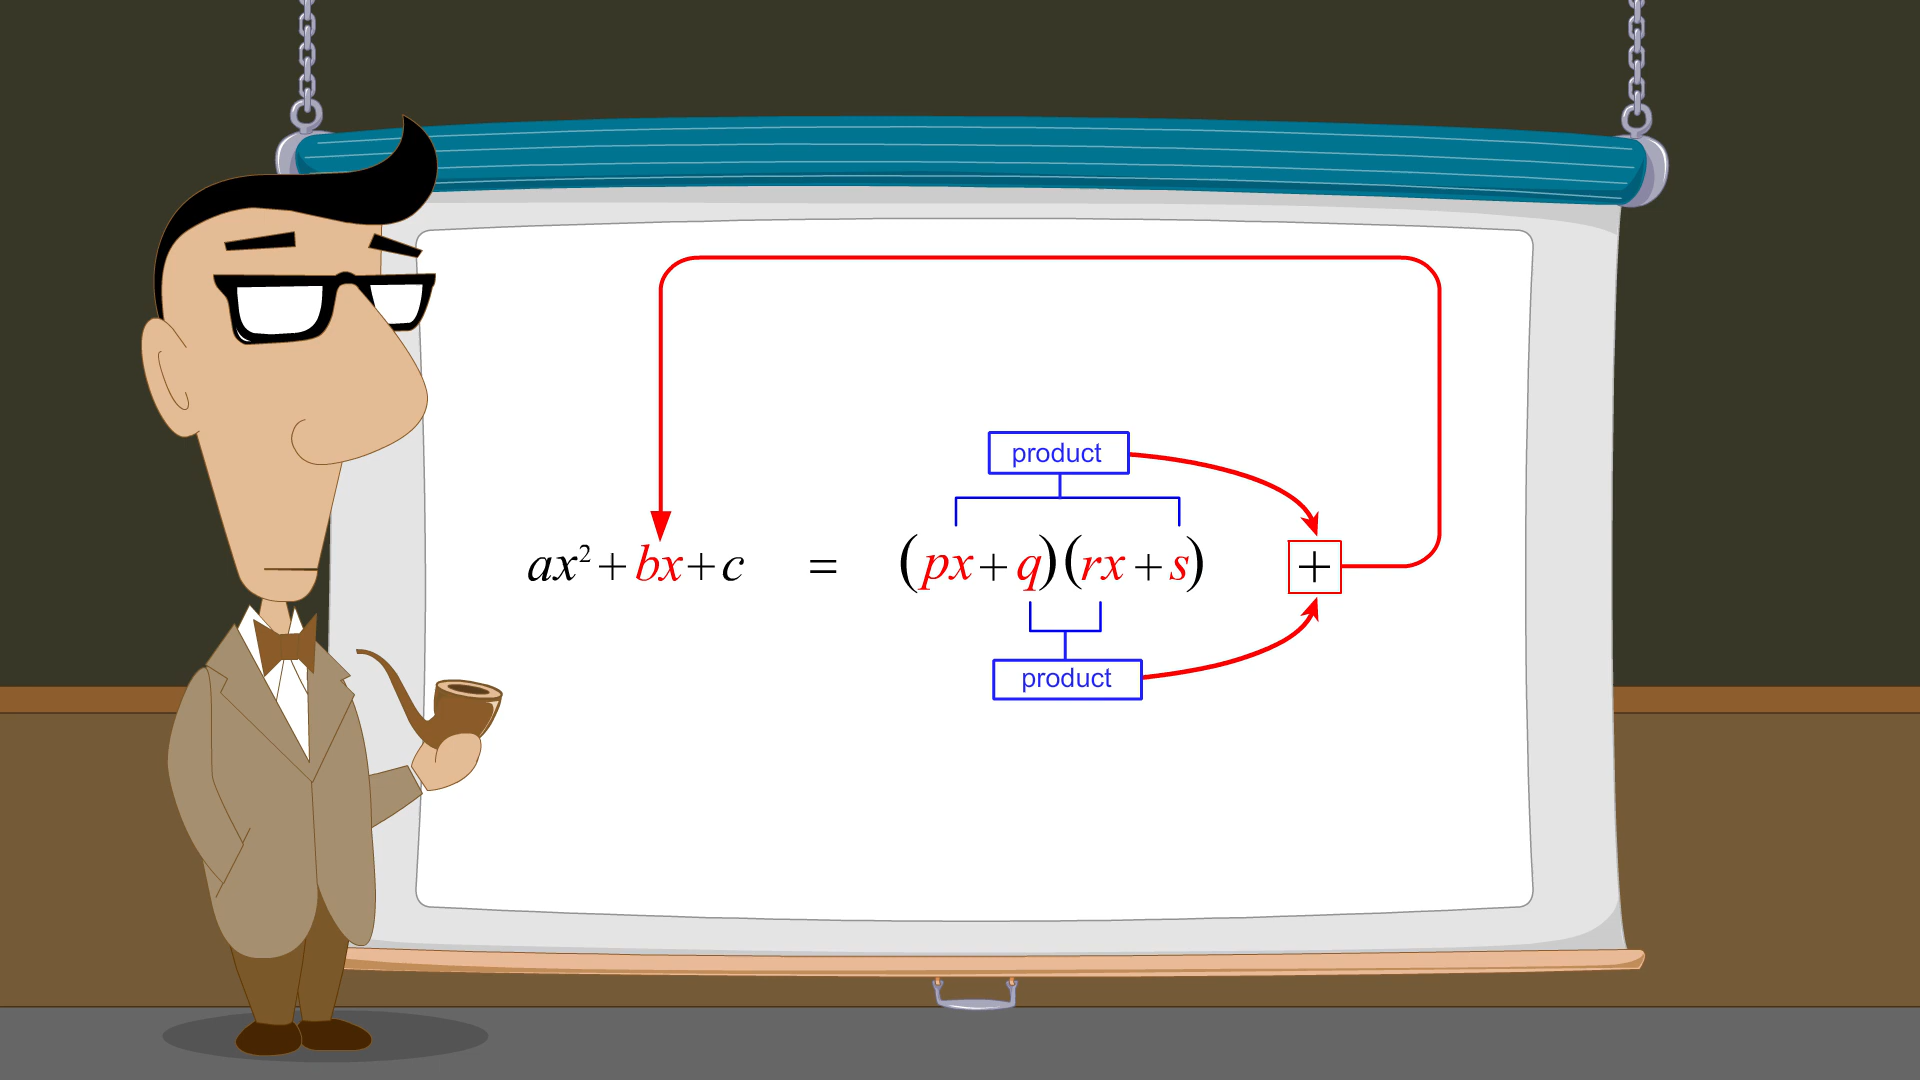 product
ax² + bx + c = (px + q)(rx + s) +
product